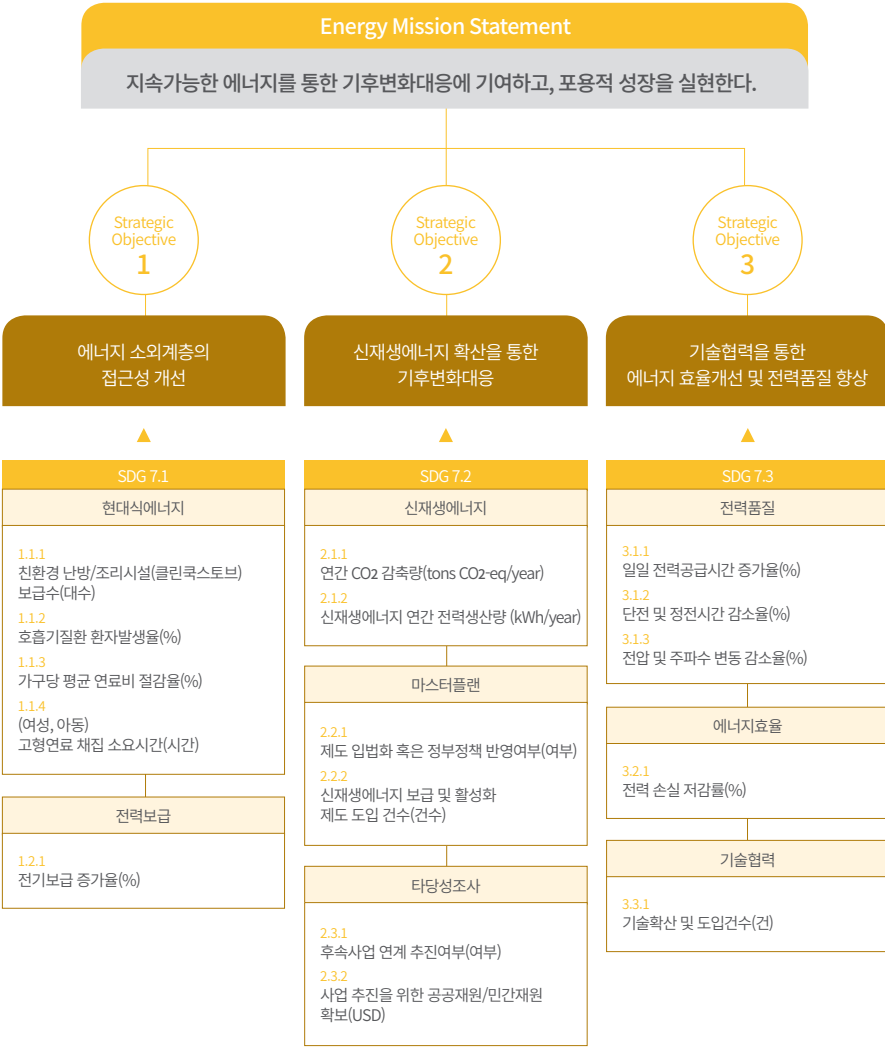 Energy Mission Statement
지속가능한 에너지를 통한 기후변화대응에 기여하고, 포용적 성장을 실현한다.
Strategic
Objective
1
에너지 소외계층의
접근성 개선
SDG 7.1
현대식에너지
1.1.1
친환경 난방/조리시설(클린쿡스토브)
보급수(대수)
1.1.2
호흡기질환 환자발생율(%)
1.1.3
가구당 평균 연료비 절감율(%)
1.1.4
(여성, 아동)
고형연료 채집 소요시간(시간)
전력보급
1.2.1
전기보급 증가율(%)
Strategic
Objective
2
신재생에너지 확산을 통한
기후변화대응
SDG 7.2
신재생에너지
2.1.1
연간 CO2 감축량(tons CO2-eq/year)
2.1.2
신재생에너지 연간 전력생산량 (kWh/year)
마스터플랜
2.2.1
제도 입법화 혹은 정부정책 반영여부(여부)
2.2.2
신재생에너지 보급 및 활성화
제도 도입 건수(건수)
타당성조사
2.3.1
후속사업 연계 추진여부(여부)
2.3.2
사업 추진을 위한 공공재원/민간재원
확보(USD)
Strategic
Objective
3
기술협력을 통한
에너지 효율개선 및 전력품질 향상
SDG 7.3
전력품질
3.1.1
일일 전력공급시간 증가율(%)
3.1.2
단전 및 정전시간 감소율(%)
3.1.3
전압 및 주파수 변동 감소율(%)
에너지효율
3.2.1
전력 손실 저감률(%)
기술협력
3.3.1
기술확산 및 도입건수(건)